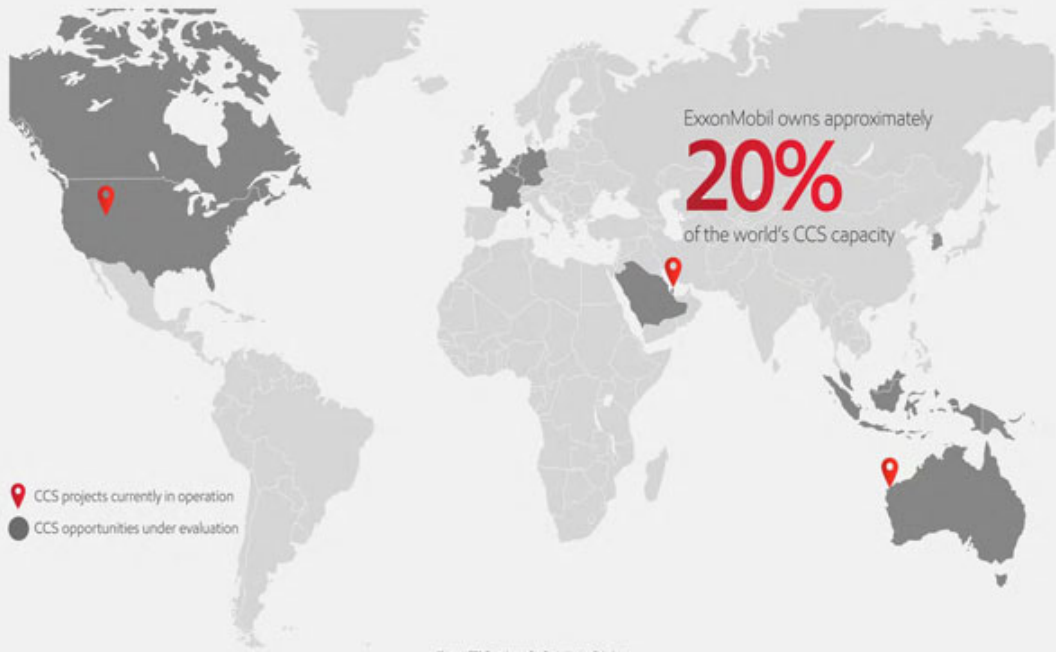 ExxonMobil owns approximately
20%
of the world's CCS capacity
CCS projects currently in operation
CCS opportunities under evaluation